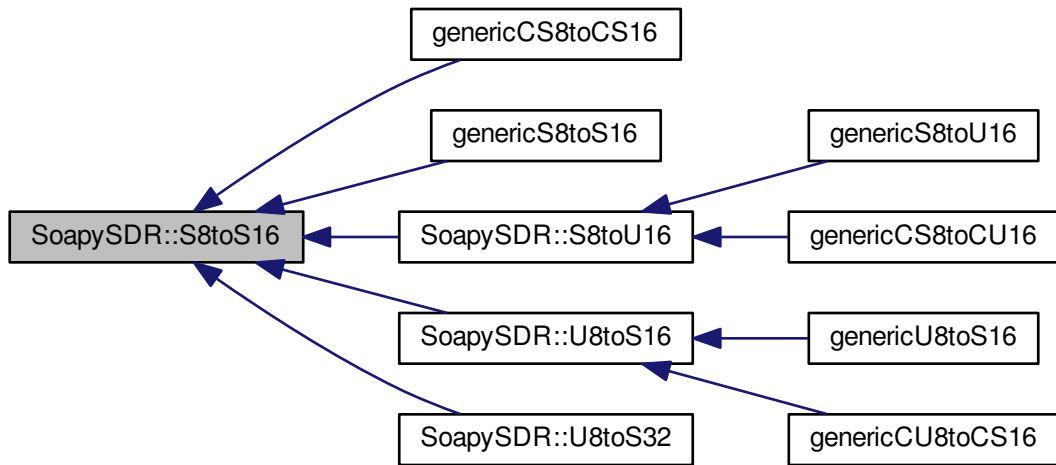 genericCS8toCS16
genericS8toS16
genericS8toU16
SoapySDR::S8toS16
SoapySDR::S8toU16
genericCS8toCU16
SoapySDR::U8toS16
genericU8toS16
SoapySDR::U8toS32
genericCU8toCS16